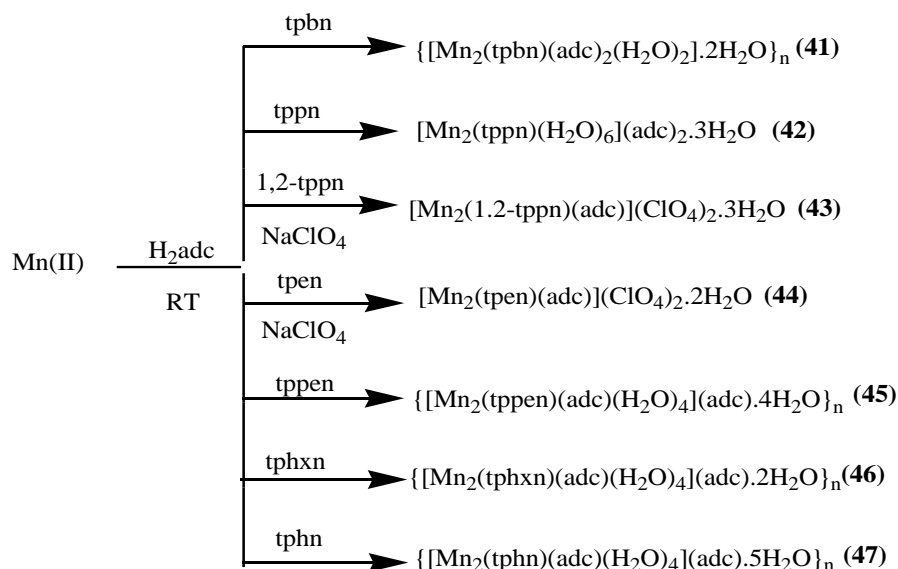 tpbn
{[Mn2(tpbn)(adc)2(H2O)2].2H2O}n (41)
tppn
[Mn2(tppn)(H2O)6](adc)2.3H2O (42)
1,2-tppn
[Mn2(1.2-tppn)(adc)](ClO4)2.3H2O (43)
NaClO4
Mn(II)
H2adc
RT
tpen
[Mn2(tpen)(adc)](ClO4)2.2H2O (44)
NaClO4
tppen
{[Mn2(tppen)(adc)(H2O)4](adc).4H2O}n (45)
tphxn
{[Mn2(tphxn)(adc)(H2O)4](adc).2H2O}n(46)
tphn
{[Mn2(tphn)(adc)(H2O)4](adc).5H2O}n (47)